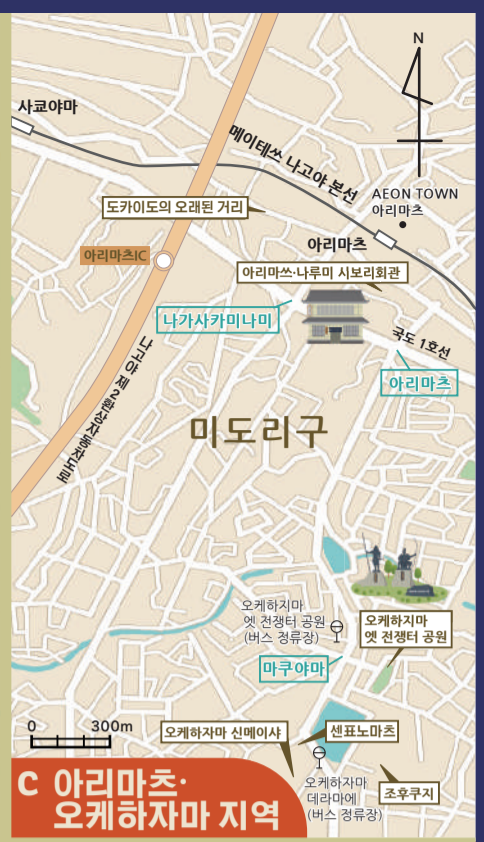 N
사쿄야마
메이테쓰 나고야 본선
AEON TOWN
아리마츠
도카이도의 오래된 거리
아리마츠
아리마츠IC
아리마쓰·나루미 시보리회관
나가사카미나미
국도 1호선
아리마츠
나고야 제2환상자동차도로
미도리구
오케하지마
엣 전쟁터 공원
(버스 정류장)
오케하지마
엣 전쟁터 공원
마쿠야마
0 300m
오케하자마 신메이샤
센표노마츠
오케하자마
데라마에
(버스 정류장)
조후쿠지
C 아리마츠·
오케하자마 지역